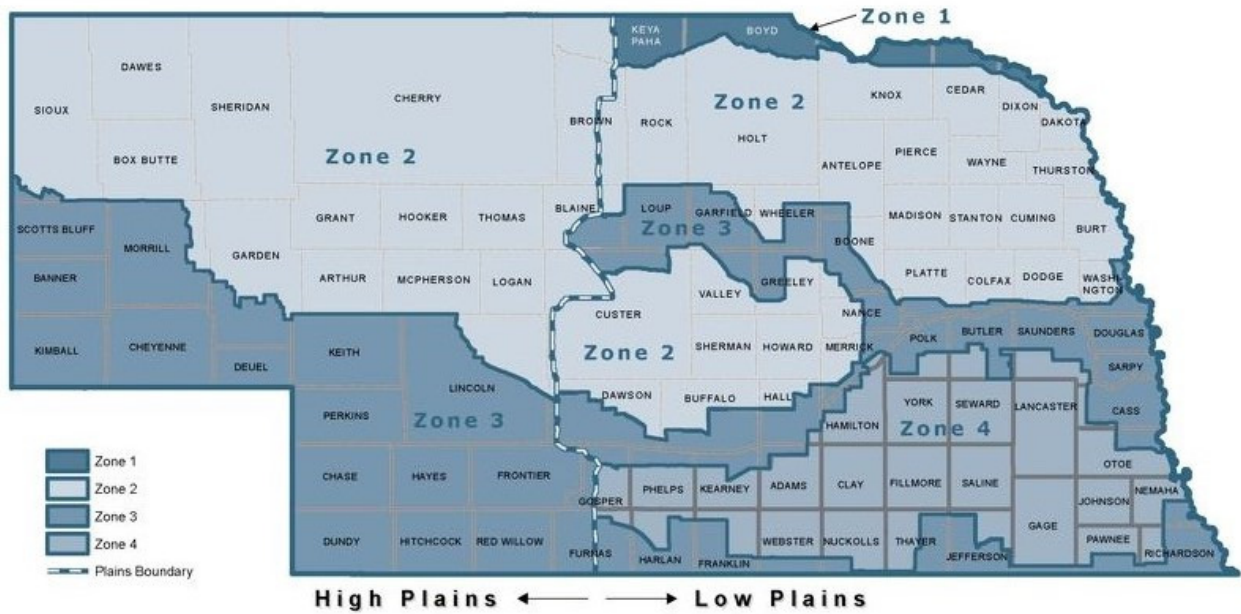 Zone 1
KEYA
PAHA
BOYD
DAWES
SIOUX
SHERIDAN
CHERRY
BROWN
ROCK
Zone 2
HOLT
KNOX
CEDAR
DIXON
DAKOTA
BOX BUTTE
Zone 2
ANTELOPE
PIERCE
WAYNE
THURSTON
SCOTTS BLUFF
MORRILL
GRANT
HOOKER
THOMAS
BLAINE
LOUP
GARFIELD
WHEELER
Zone 3
BOONE
MADISON
STANTON
CUMING
BURT
GARDEN
BANNER
ARTHUR
MCPHERSON
LOGAN
VALLEY
GREELEY
PLATTE
COLFAX
DODGE
WASHI-
NGTON
CUSTER
NANCE
KIMBALL
CHEYENNE
DEUEL
KEITH
Zone 2
SHERMAN
HOWARD
MERRICK
POLK
BUTLER
SAUNDERS
DOUGLAS
SARPY
LINCOLN
DAWSON
BUFFALO
HALL
PERKINS
Zone 3
HAMILTON
YORK
SEWARD
LANCASTER
CASS
Zone 4
OTOE
CHASE
HAYES
FRONTIER
GOSPER
PHELPS
KEARNEY
ADAMS
CLAY
FILLMORE
SALINE
GAGE
JOHNSON
NEMAHA
DUNDY
HITCHCOCK
RED WILLOW
FURNAS
HARLAN
FRANKLIN
WEBSTER
NUCKOLLS
THAYER
JEFFERSON
PAWNEE
RICHARDSON
Zone 1
Zone 2
Zone 3
Zone 4
Plains Boundary
High Plains
Low Plains